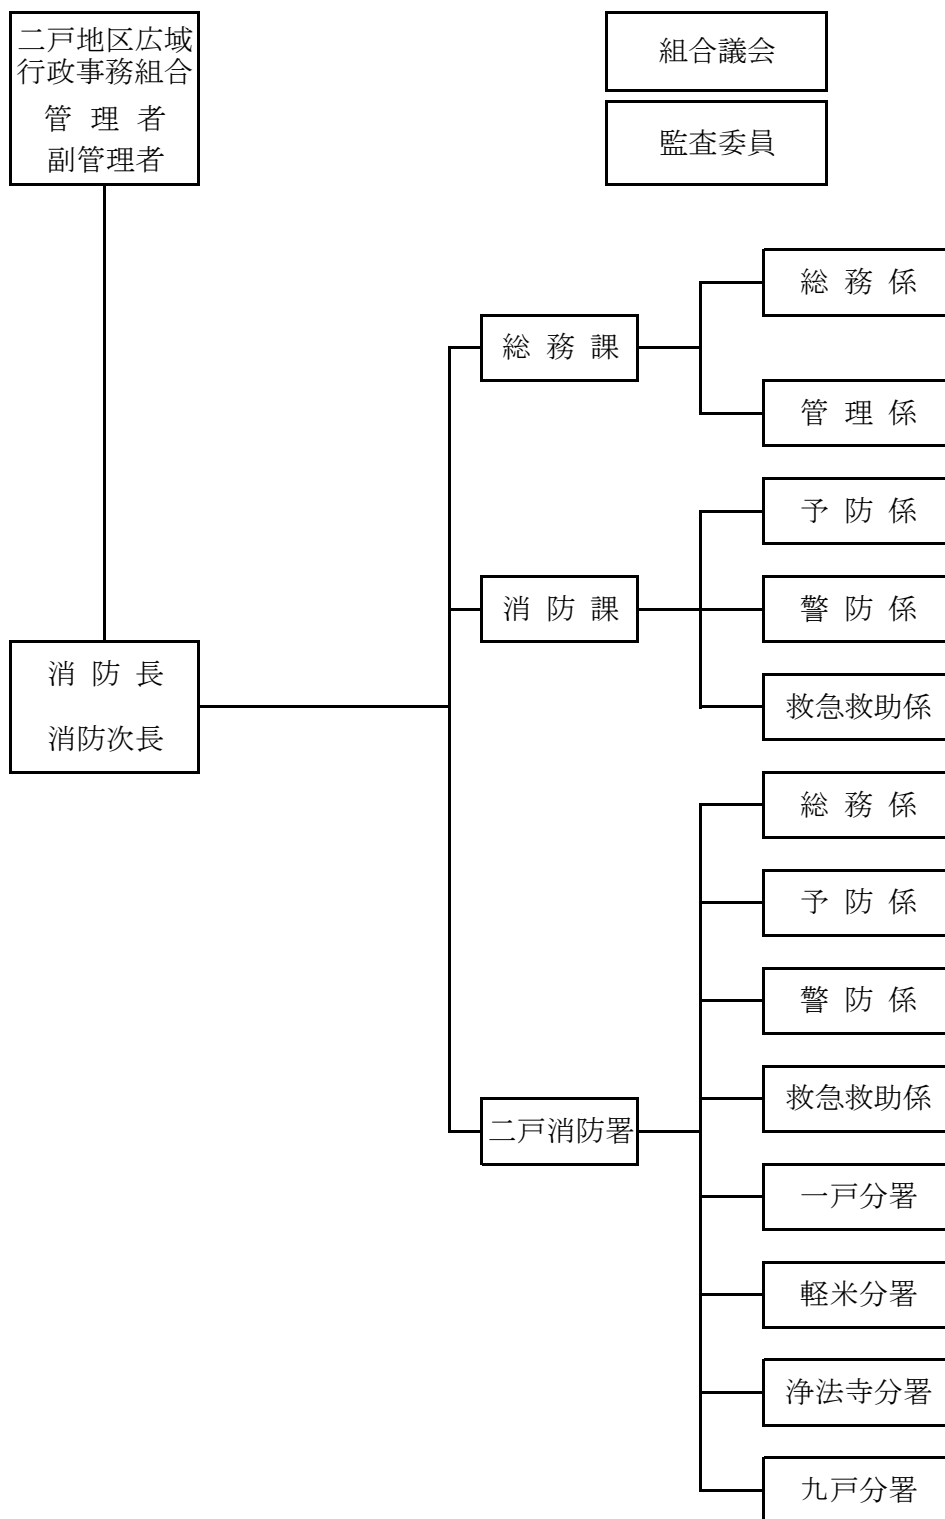 二戸地区広域
行政事務組合
管理者
副管理者
組合議会
監査委員
消防長
消防次長
総務課
総務係
管理係
消防課
予防係
警防係
救急救助係
二戸消防署
総務係
予防係
警防係
救急救助係
一戸分署
軽米分署
浄法寺分署
九戸分署